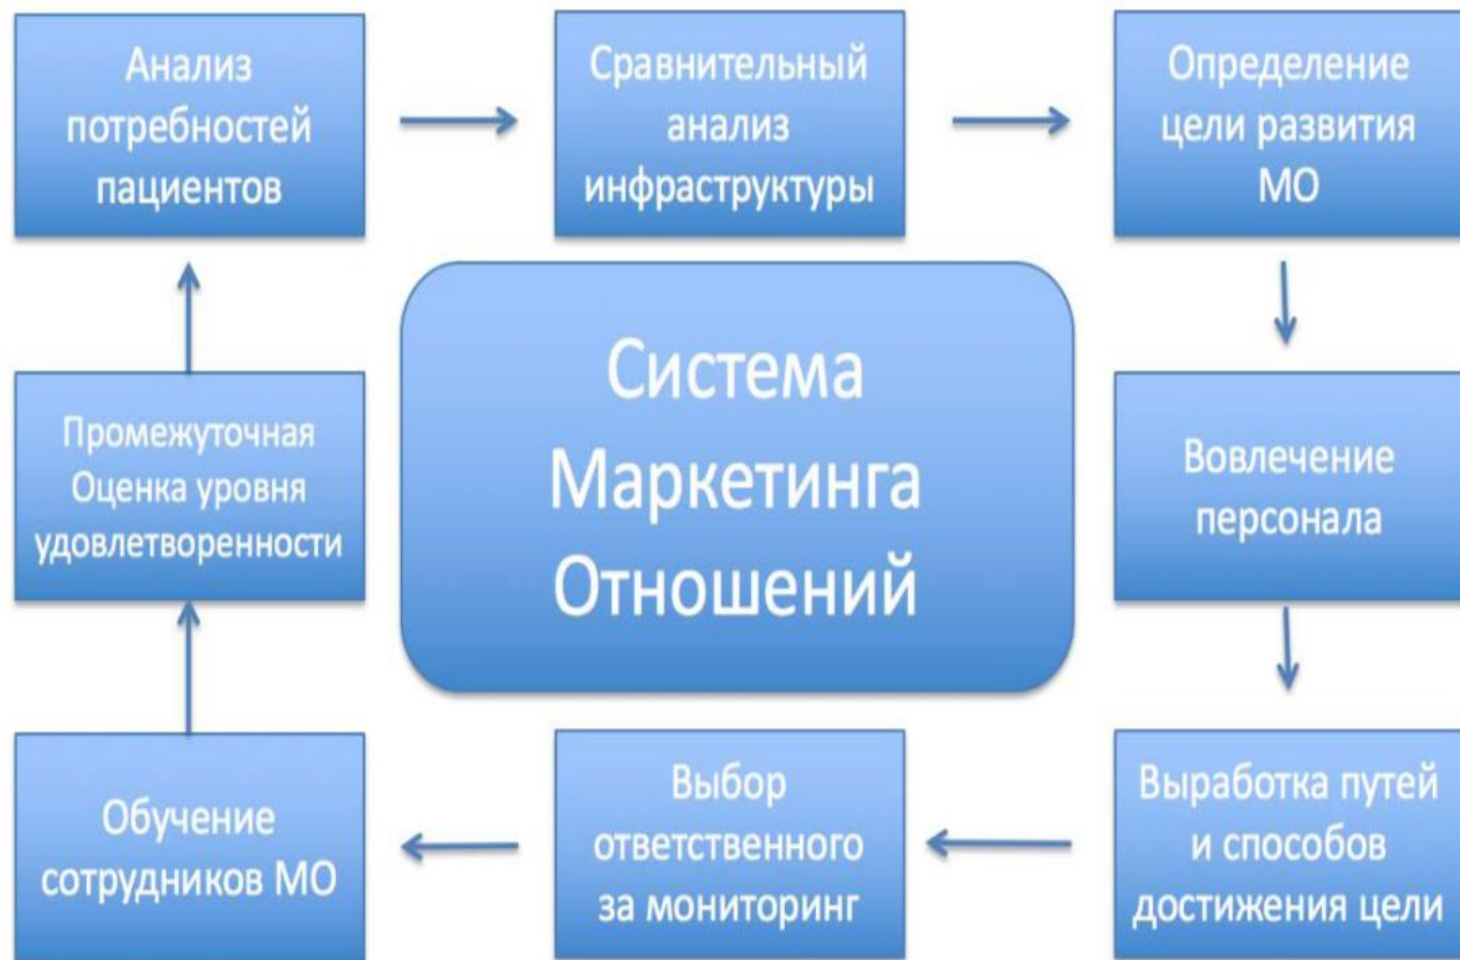 Анализ
потребностей
пациентов
Сравнительный
анализ
инфраструктуры
Определение
цели развития
МО
Система
Маркетинга
Отношений
Промежуточная
Оценка уровня
удовлетворенности
Вовлечение
персонала
Обучение
сотрудников МО
Выбор
ответственного
за мониторинг
Выработка путей
и способов
достижения цели